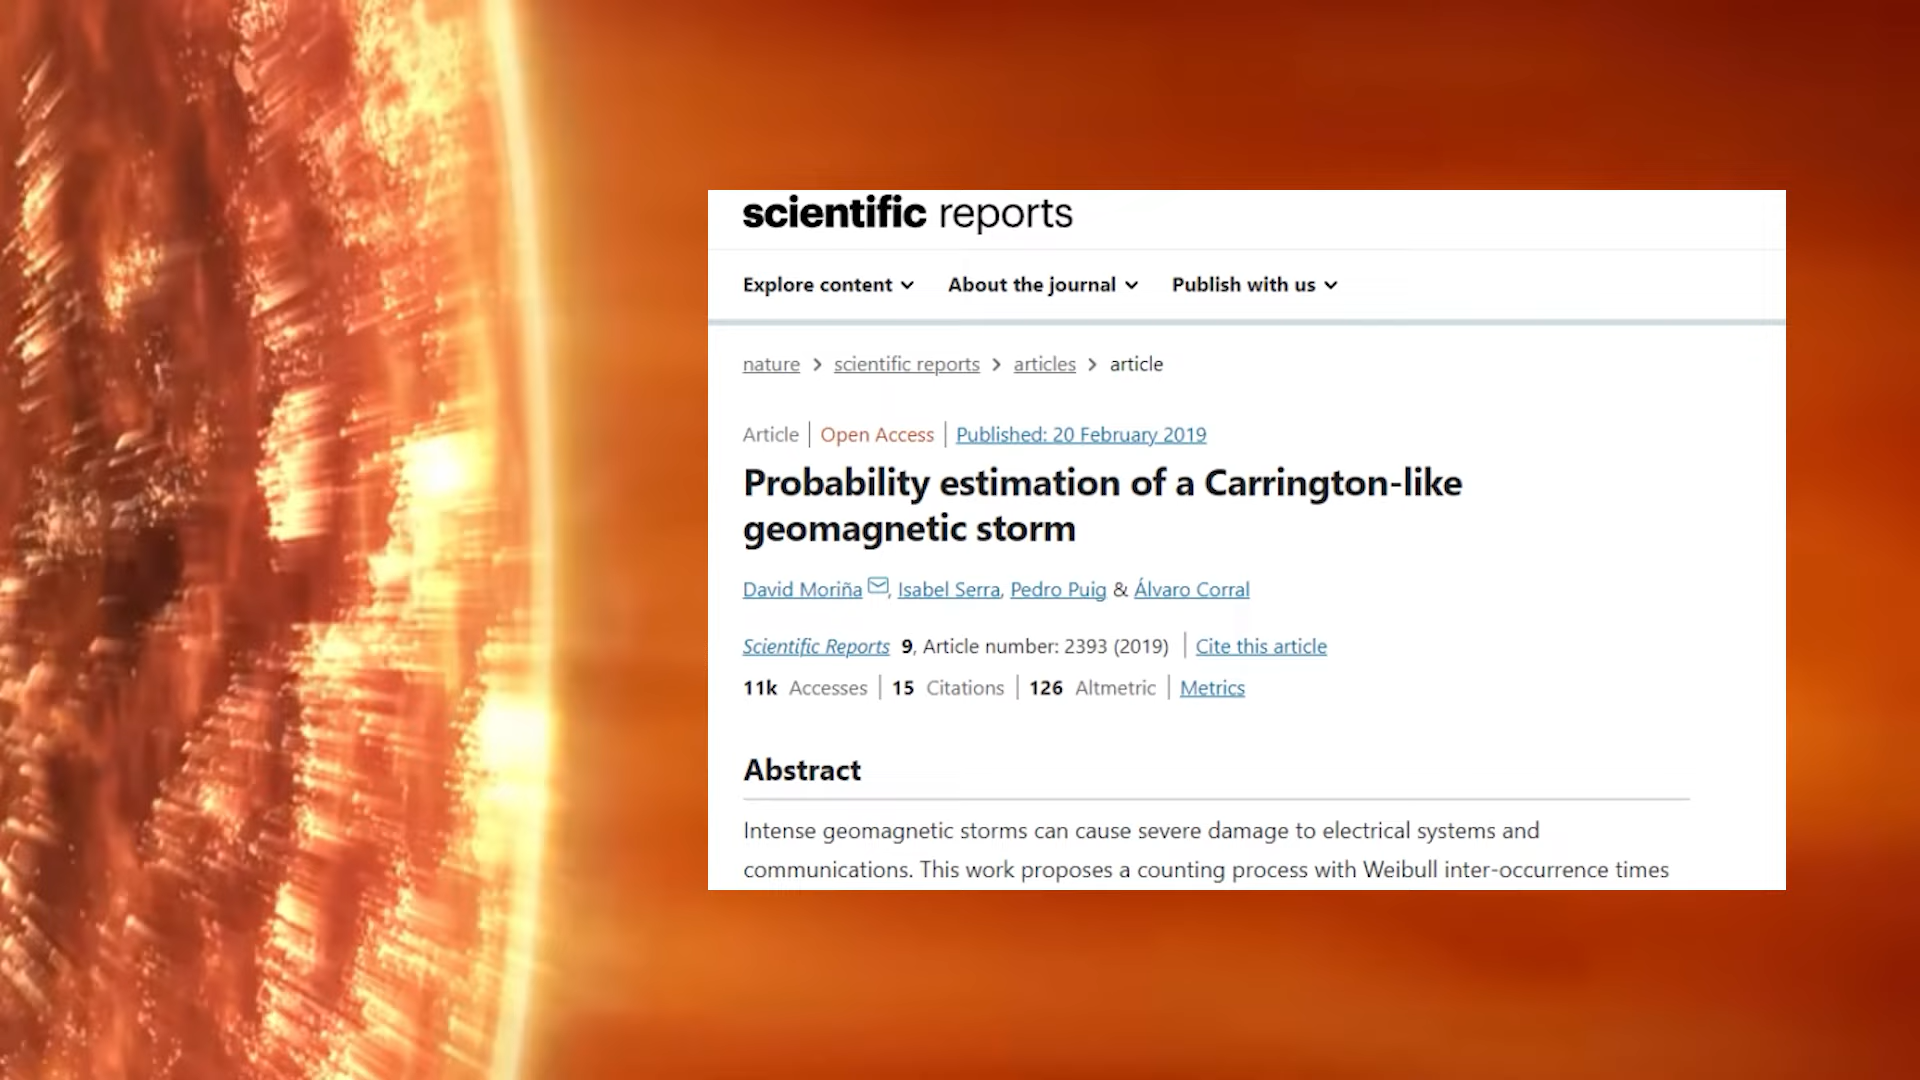 scientific reports
Explore content About the journal Publish with us
nature > scientific reports > articles > article
Article | Open Access | Published: 20 February 2019
Probability estimation of a Carrington-like
geomagnetic storm
David Moriña, Isabel Serra, Pedro Puig & Álvaro Corral
Scientific Reports 9, Article number: 2393 (2019) | Cite this article
11k Accesses | 15 Citations | 126 Altmetric | Metrics
Abstract
Intense geomagnetic storms can cause severe damage to electrical systems and
communications. This work proposes a counting process with Weibull inter-occurrence times